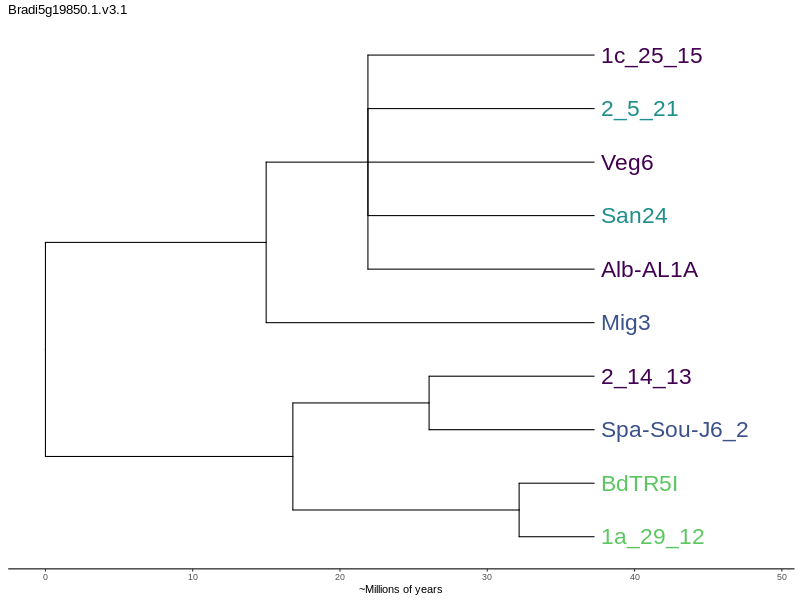 Bradi5g19850.1.v3.1
1c_25_15
2_5_21
Veg6
San24
Alb-AL1A
Mig3
2_14_13
Spa-Sou-J6_2
BdTR5I
1a_29_12
0 10 20 30 40 50
~Millions of years